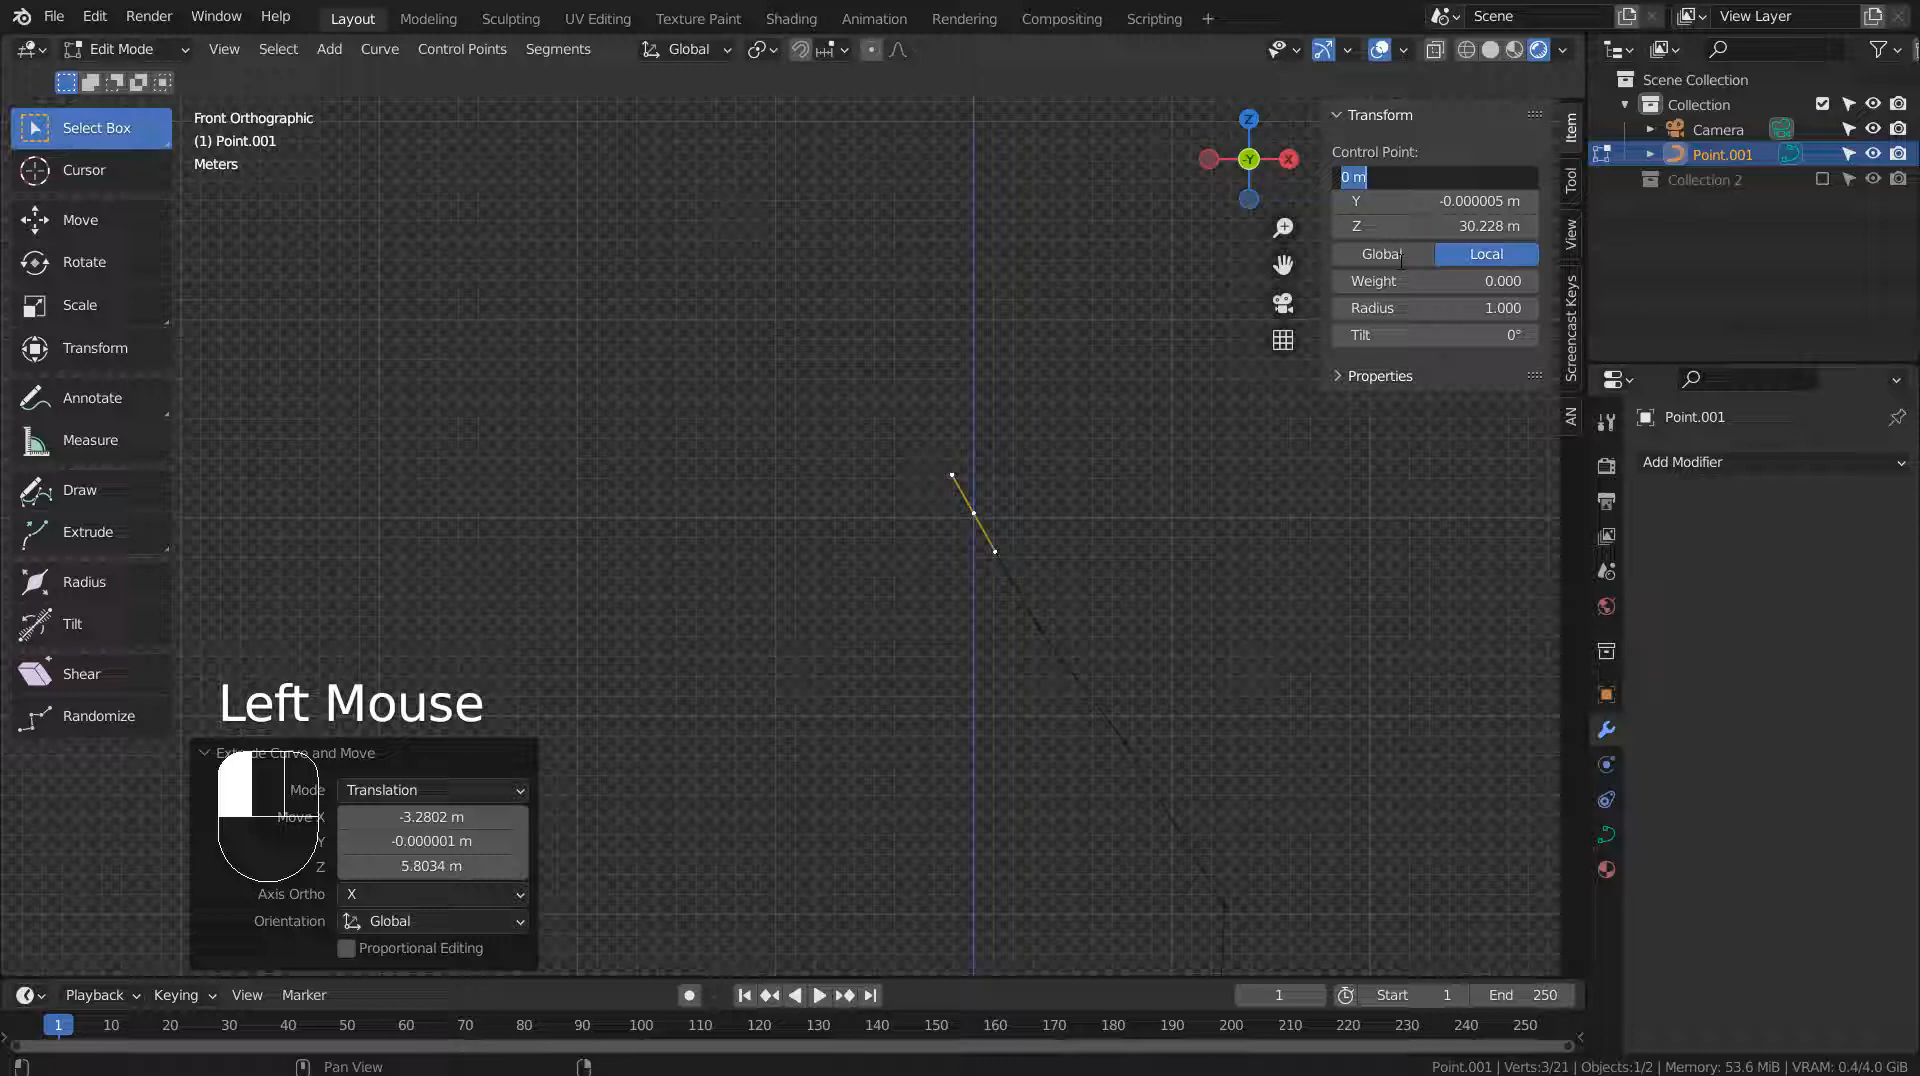 File Edit Render Window Help
Layout Modeling Sculpting UV Editing Texture Paint Shading Animation Rendering Compositing Scripting +
Scene
View Layer
Edit Mode View Select Add Curve Control Points Segments
Global
Select Box
Cursor
Move
Rotate
Scale
Transform
Annotate
Measure
Draw
Extrude
Radius
Tilt
Shear
Randomize
Front Orthographic
(1) Point.001
Meters
Z
-Y
X
Transform
Control Point:
0 m
Y -0.000005 m
Z 30.228 m
Global Local
Weight 0.000
Radius 1.000
Tilt 0°
Properties
Item
Tool
View
Screencast Keys
AN
Scene Collection
Collection
Camera
Point.001
Collection 2
Point.001
Add Modifier
Left Mouse
Extrude Curve and Move
Mode Translation
Move X -3.2802 m
Y -0.000001 m
Z 5.8034 m
Axis Ortho X
Orientation Global
Proportional Editing
Playback Keying View Marker
1 Start 1 End 250
1 10 20 30 40 50 60 70 80 90 100 110 120 130 140 150 160 170 180 190 200 210 220 230 240 250
Pan View
Point.001 | Verts:3/21 | Objects:1/2 | Memory: 53.6 MiB | VRAM: 0.4/4.0 GiB